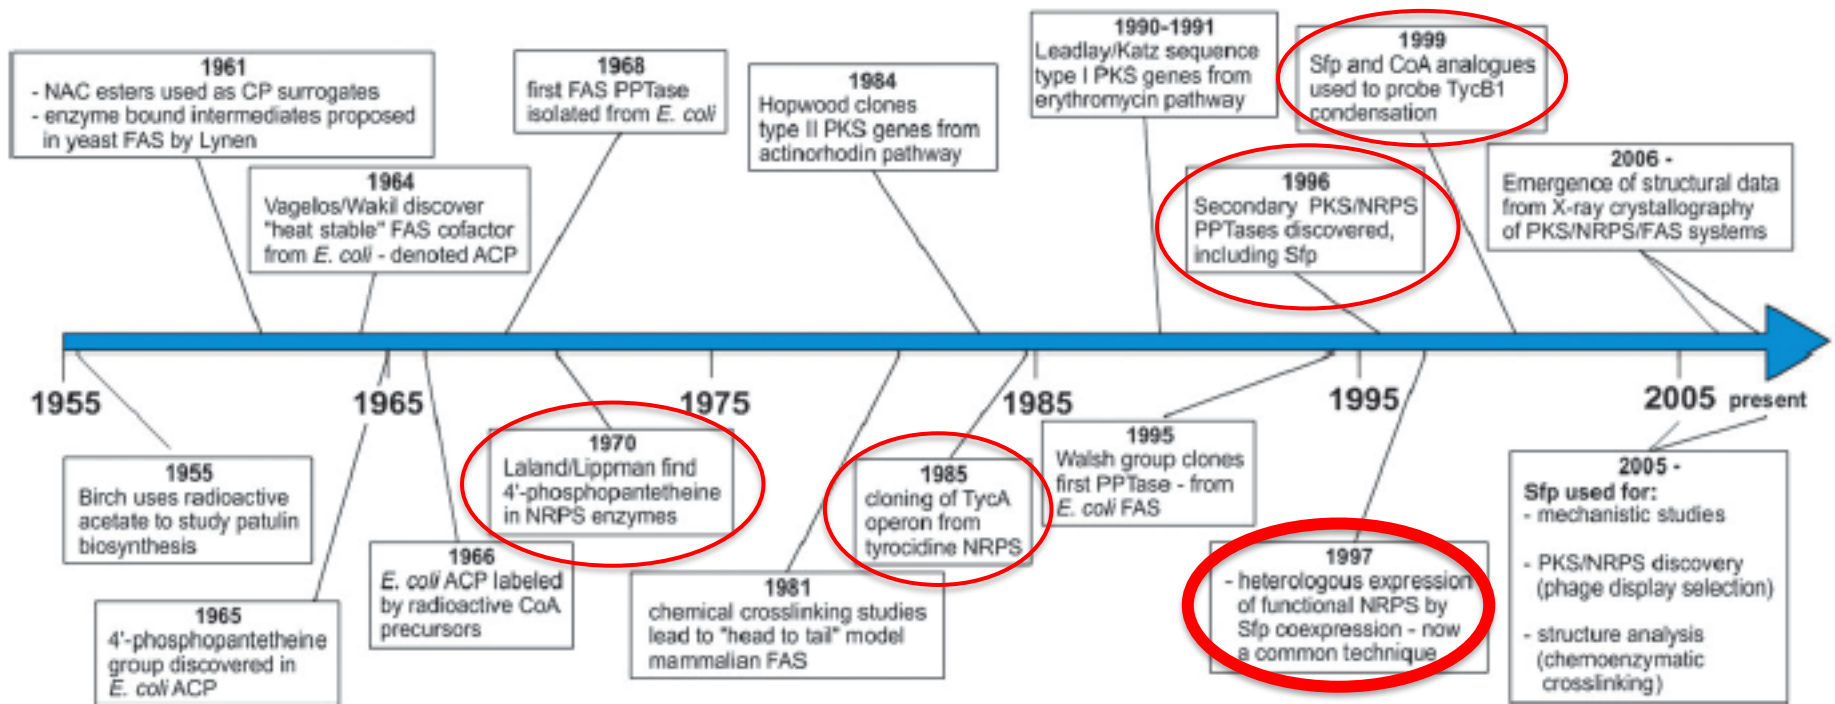 1961
- NAC esters used as CP surrogates
- enzyme bound intermediates proposed
in yeast FAS by Lynen
1964
Vagelos/Wakil discover
"heat stable" FAS cofactor
from E. coli - denoted ACP
1968
first FAS PPTase
isolated from E. coli
1984
Hopwood clones
type II PKS genes from
actinorhodin pathway
1990-1991
Leadlay/Katz sequence
type I PKS genes from
erythromycin pathway
1999
Sfp and CoA analogues
used to probe TycB1
condensation
1996
Secondary PKS/NRPS
PPTases discovered,
including Sfp
2006 -
Emergence of structural data
from X-ray crystallography
of PKS/NRPS/FAS systems
1955
1965
1975
1985
1995
2005
present
1955
Birch uses radioactive
acetate to study patulin
biosynthesis
1965
4'-phosphopantetheine
group discovered in
E. coli ACP
1966
E. coli ACP labeled
by radioactive CoA
precursors
1970
Laland/Lippman find
4'-phosphopantetheine
in NRPS enzymes
1981
chemical crosslinking studies
lead to "head to tail" model
mammalian FAS
1985
cloning of TycA
operon from
tyrocidine NRPS
1995
Walsh group clones
first PPTase - from
E. coli FAS
1997
- heterologous expression
of functional NRPS by
Sfp coexpression - now
a common technique
2005 -
Sfp used for:
- mechanistic studies
- PKS/NRPS discovery
(phage display selection)
- structure analysis
(chemoenzymatic
crosslinking)